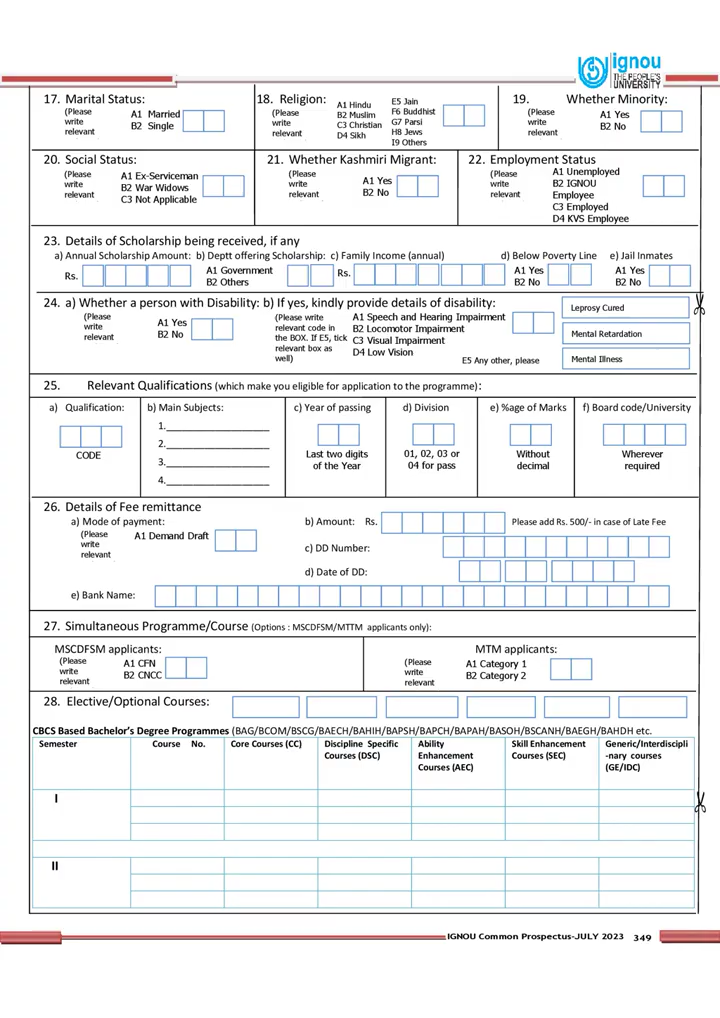 ignou
THE PEOPLE'S
UNIVERSITY
17. Marital Status:
(Please
write
relevant
A1 Married
B2 Single
18. Religion:
(Please
write
relevant
A1 Hindu
B2 Muslim
C3 Christian
D4 Sikh
E5 Jain
F6 Buddhist
G7 Parsi
H8 Jews
I9 Others
19. Whether Minority:
(Please
write
relevant
A1 Yes
B2 No
20. Social Status:
(Please
write
relevant
A1 Ex-Serviceman
B2 War Widows
C3 Not Applicable
21. Whether Kashmiri Migrant:
(Please
write
relevant
A1 Yes
B2 No
22. Employment Status
(Please
write
relevant
A1 Unemployed
B2 IGNOU
Employee
C3 Employed
D4 KVS Employee
23. Details of Scholarship being received, if any
a) Annual Scholarship Amount: b) Deptt offering Scholarship: c) Family Income (annual) d) Below Poverty Line e) Jail Inmates
Rs.
A1 Government
B2 Others
Rs.
A1 Yes
B2 No
A1 Yes
B2 No
24. a) Whether a person with Disability: b) If yes, kindly provide details of disability:
(Please
write
relevant
A1 Yes
B2 No
(Please write
relevant code in
the BOX. If E5, tick
relevant box as
well)
A1 Speech and Hearing Impairment
B2 Locomotor Impairment
C3 Visual Impairment
D4 Low Vision
E5 Any other, please
Leprosy Cured
Mental Retardation
Mental Illness
25. Relevant Qualifications (which make you eligible for application to the programme):
a) Qualification:
CODE
b) Main Subjects:
1.___________________
2.___________________
3.___________________
4.___________________
c) Year of passing
Last two digits
of the Year
d) Division
01, 02, 03 or
04 for pass
e) %age of Marks
Without
decimal
f) Board code/University
Wherever
required
26. Details of Fee remittance
a) Mode of payment:
(Please
write
relevant
A1 Demand Draft
b) Amount: Rs.
Please add Rs. 500/- in case of Late Fee
c) DD Number:
d) Date of DD:
e) Bank Name:
27. Simultaneous Programme/Course (Options : MSCDFSM/MTTM applicants only):
MSCDFSM applicants:
(Please
write
relevant
A1 CFN
B2 CNCC
MTM applicants:
(Please
write
relevant
A1 Category 1
B2 Category 2
28. Elective/Optional Courses:
CBCS Based Bachelor's Degree Programmes (BAG/BCOM/BSCG/BAECH/BAHIH/BAPSH/BAPCH/BAPAH/BASOH/BSCANH/BAEGH/BAHDH etc.
Semester
Course No.
Core Courses (CC)
Discipline Specific
Courses (DSC)
Ability
Enhancement
Courses (AEC)
Skill Enhancement
Courses (SEC)
Generic/Interdiscipli
-nary courses
(GE/IDC)
I
II
IGNOU Common Prospectus-JULY 2023 349